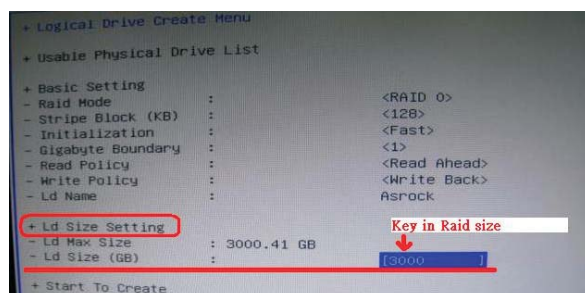 + Logical Drive Create Menu
+ Usable Physical Drive List
+ Basic Setting
- Raid Mode : <RAID 0>
- Stripe Block (KB) : <128>
- Initialization : <Fast>
- Gigabyte Boundary : <1>
- Read Policy : <Read Ahead>
- Write Policy : <Write Back>
- Ld Name : Asrock
+ Ld Size Setting
Key in Raid size
- Ld Max Size : 3000.41 GB
- Ld Size (GB) : [3000 ]
+ Start To Create